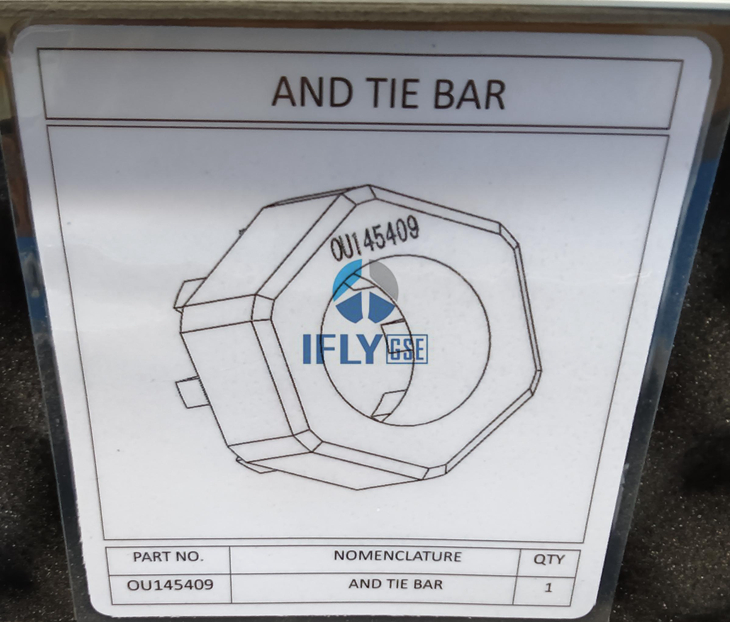 AND TIE BAR
OU145409
IFLY GSE
PART NO. NOMENCLATURE QTY
OU145409 AND TIE BAR 1